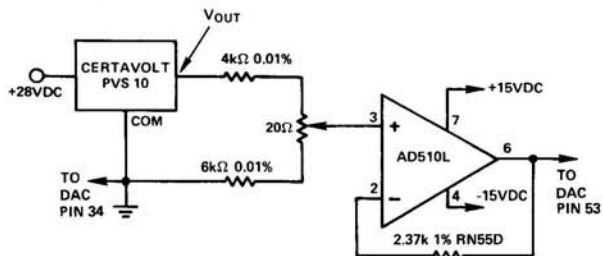 VOUT
CERTAVOLT
PVS 10
+28VDC
COM
4kΩ 0.01%
20Ω
6kΩ 0.01%
TO
DAC
PIN 34
3
+
7
+15VDC
AD510L
6
2
−
4
-15VDC
TO
DAC
PIN 53
2.37k 1% RN55D